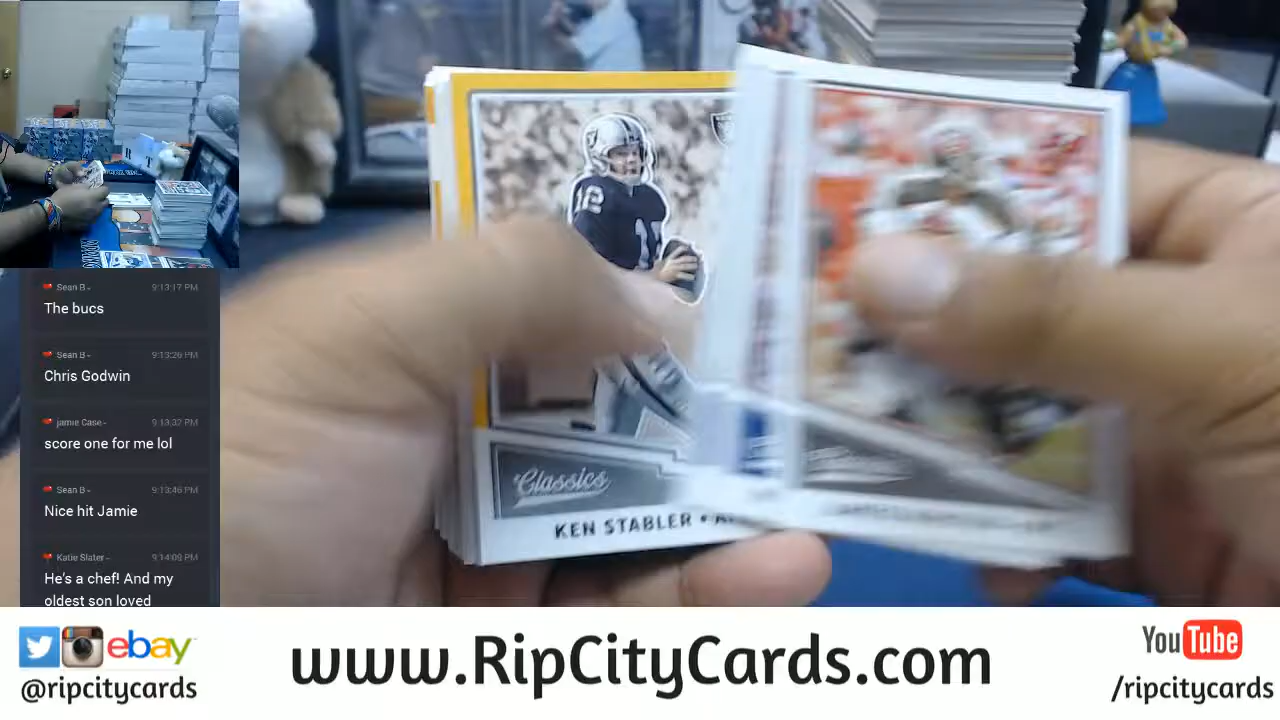 Sean B- 9:13:17 PM
The bucs
Sean B- 9:13:26 PM
Chris Godwin
jamie Case- 9:13:32 PM
score one for me lol
Sean B- 9:13:46 PM
Nice hit Jamie
Katie Slater- 9:14:09 PM
He's a chef! And my
oldest son loved
12
Classics
KEN STABLER •
ebay
@ripcitycards
www.RipCityCards.com
YouTube
/ripcitycards